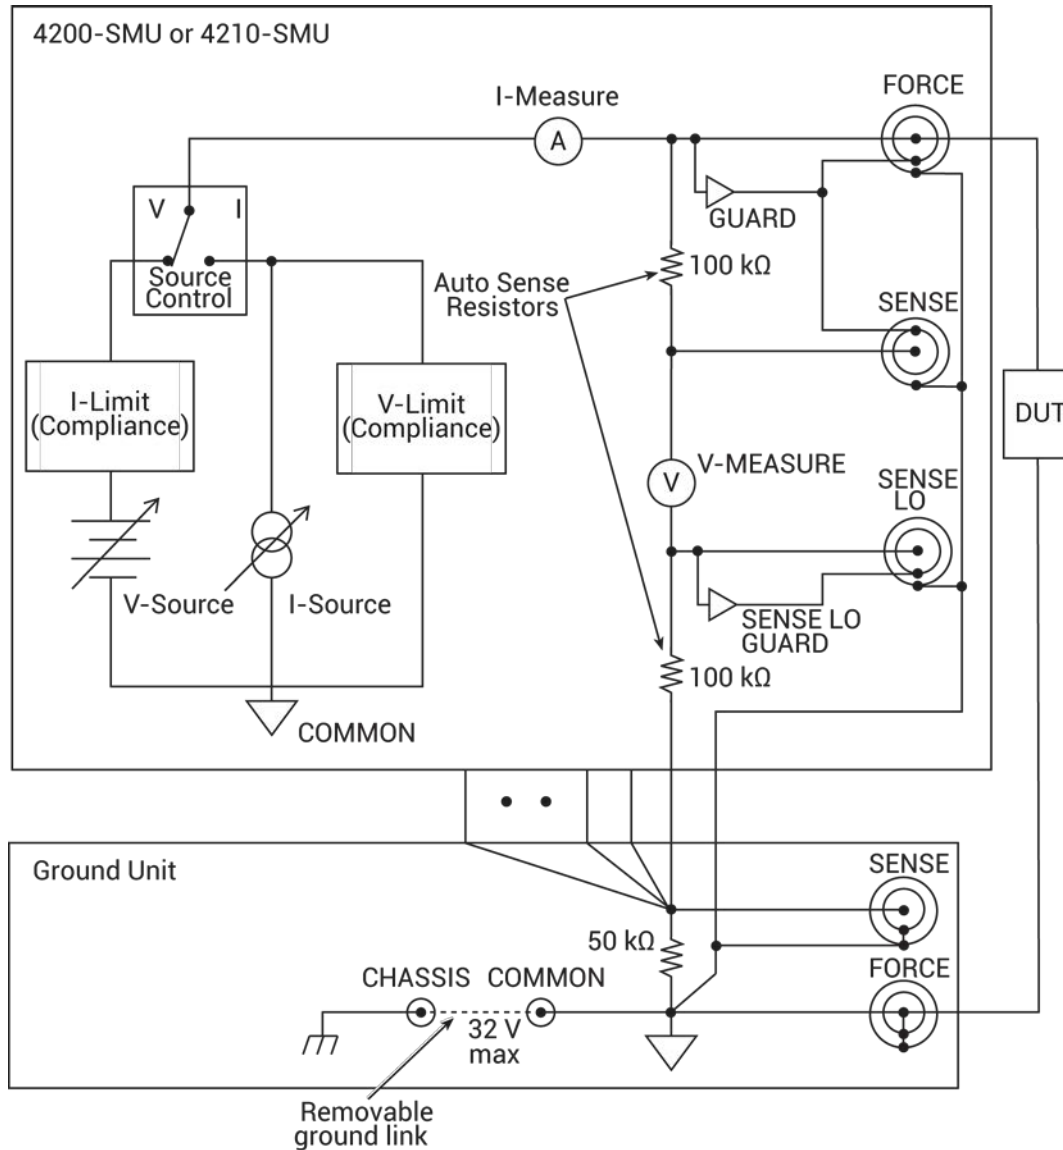 4200-SMU or 4210-SMU
I-Measure
FORCE
A
V
I
GUARD
Source
Control
Auto Sense
Resistors
100 kΩ
SENSE
I-Limit
(Compliance)
V-Limit
(Compliance)
DUT
V
V-MEASURE
SENSE
LO
V-Source
I-Source
SENSE LO
GUARD
100 kΩ
COMMON
Ground Unit
SENSE
50 kΩ
FORCE
CHASSIS
COMMON
32 V
max
Removable
ground link